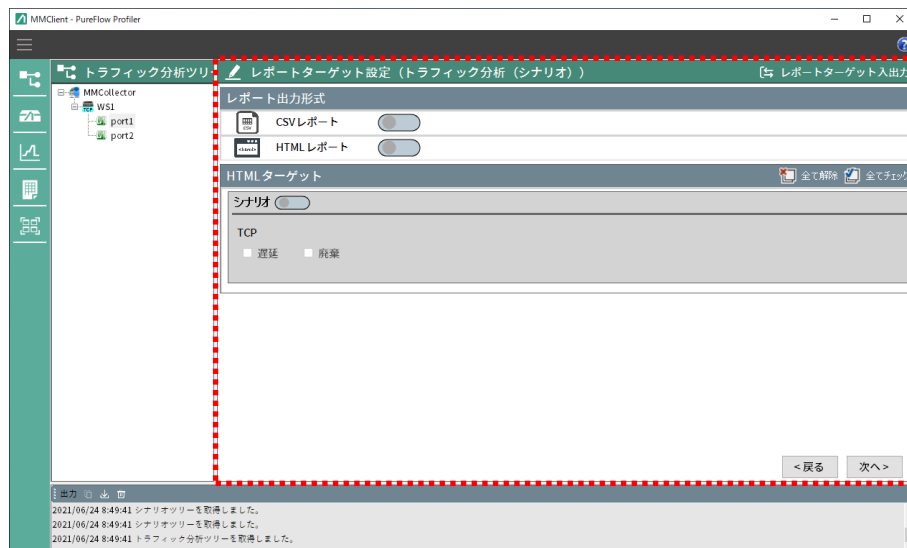 MMClient - PureFlow Profiler
トラフィック分析ツリー
レポートターゲット設定（トラフィック分析（シナリオ））
レポートターゲット入出力
MMCollector
WS1
port1
port2
レポート出力形式
CSVレポート
HTMLレポート
HTMLターゲット
全て解除
全てチェック
シナリオ
TCP
遅延
廃棄
<戻る
次へ>
出力
2021/06/24 8:49:41 シナリオツリーを取得しました。
2021/06/24 8:49:41 シナリオツリーを取得しました。
2021/06/24 8:49:41 トラフィック分析ツリーを取得しました。